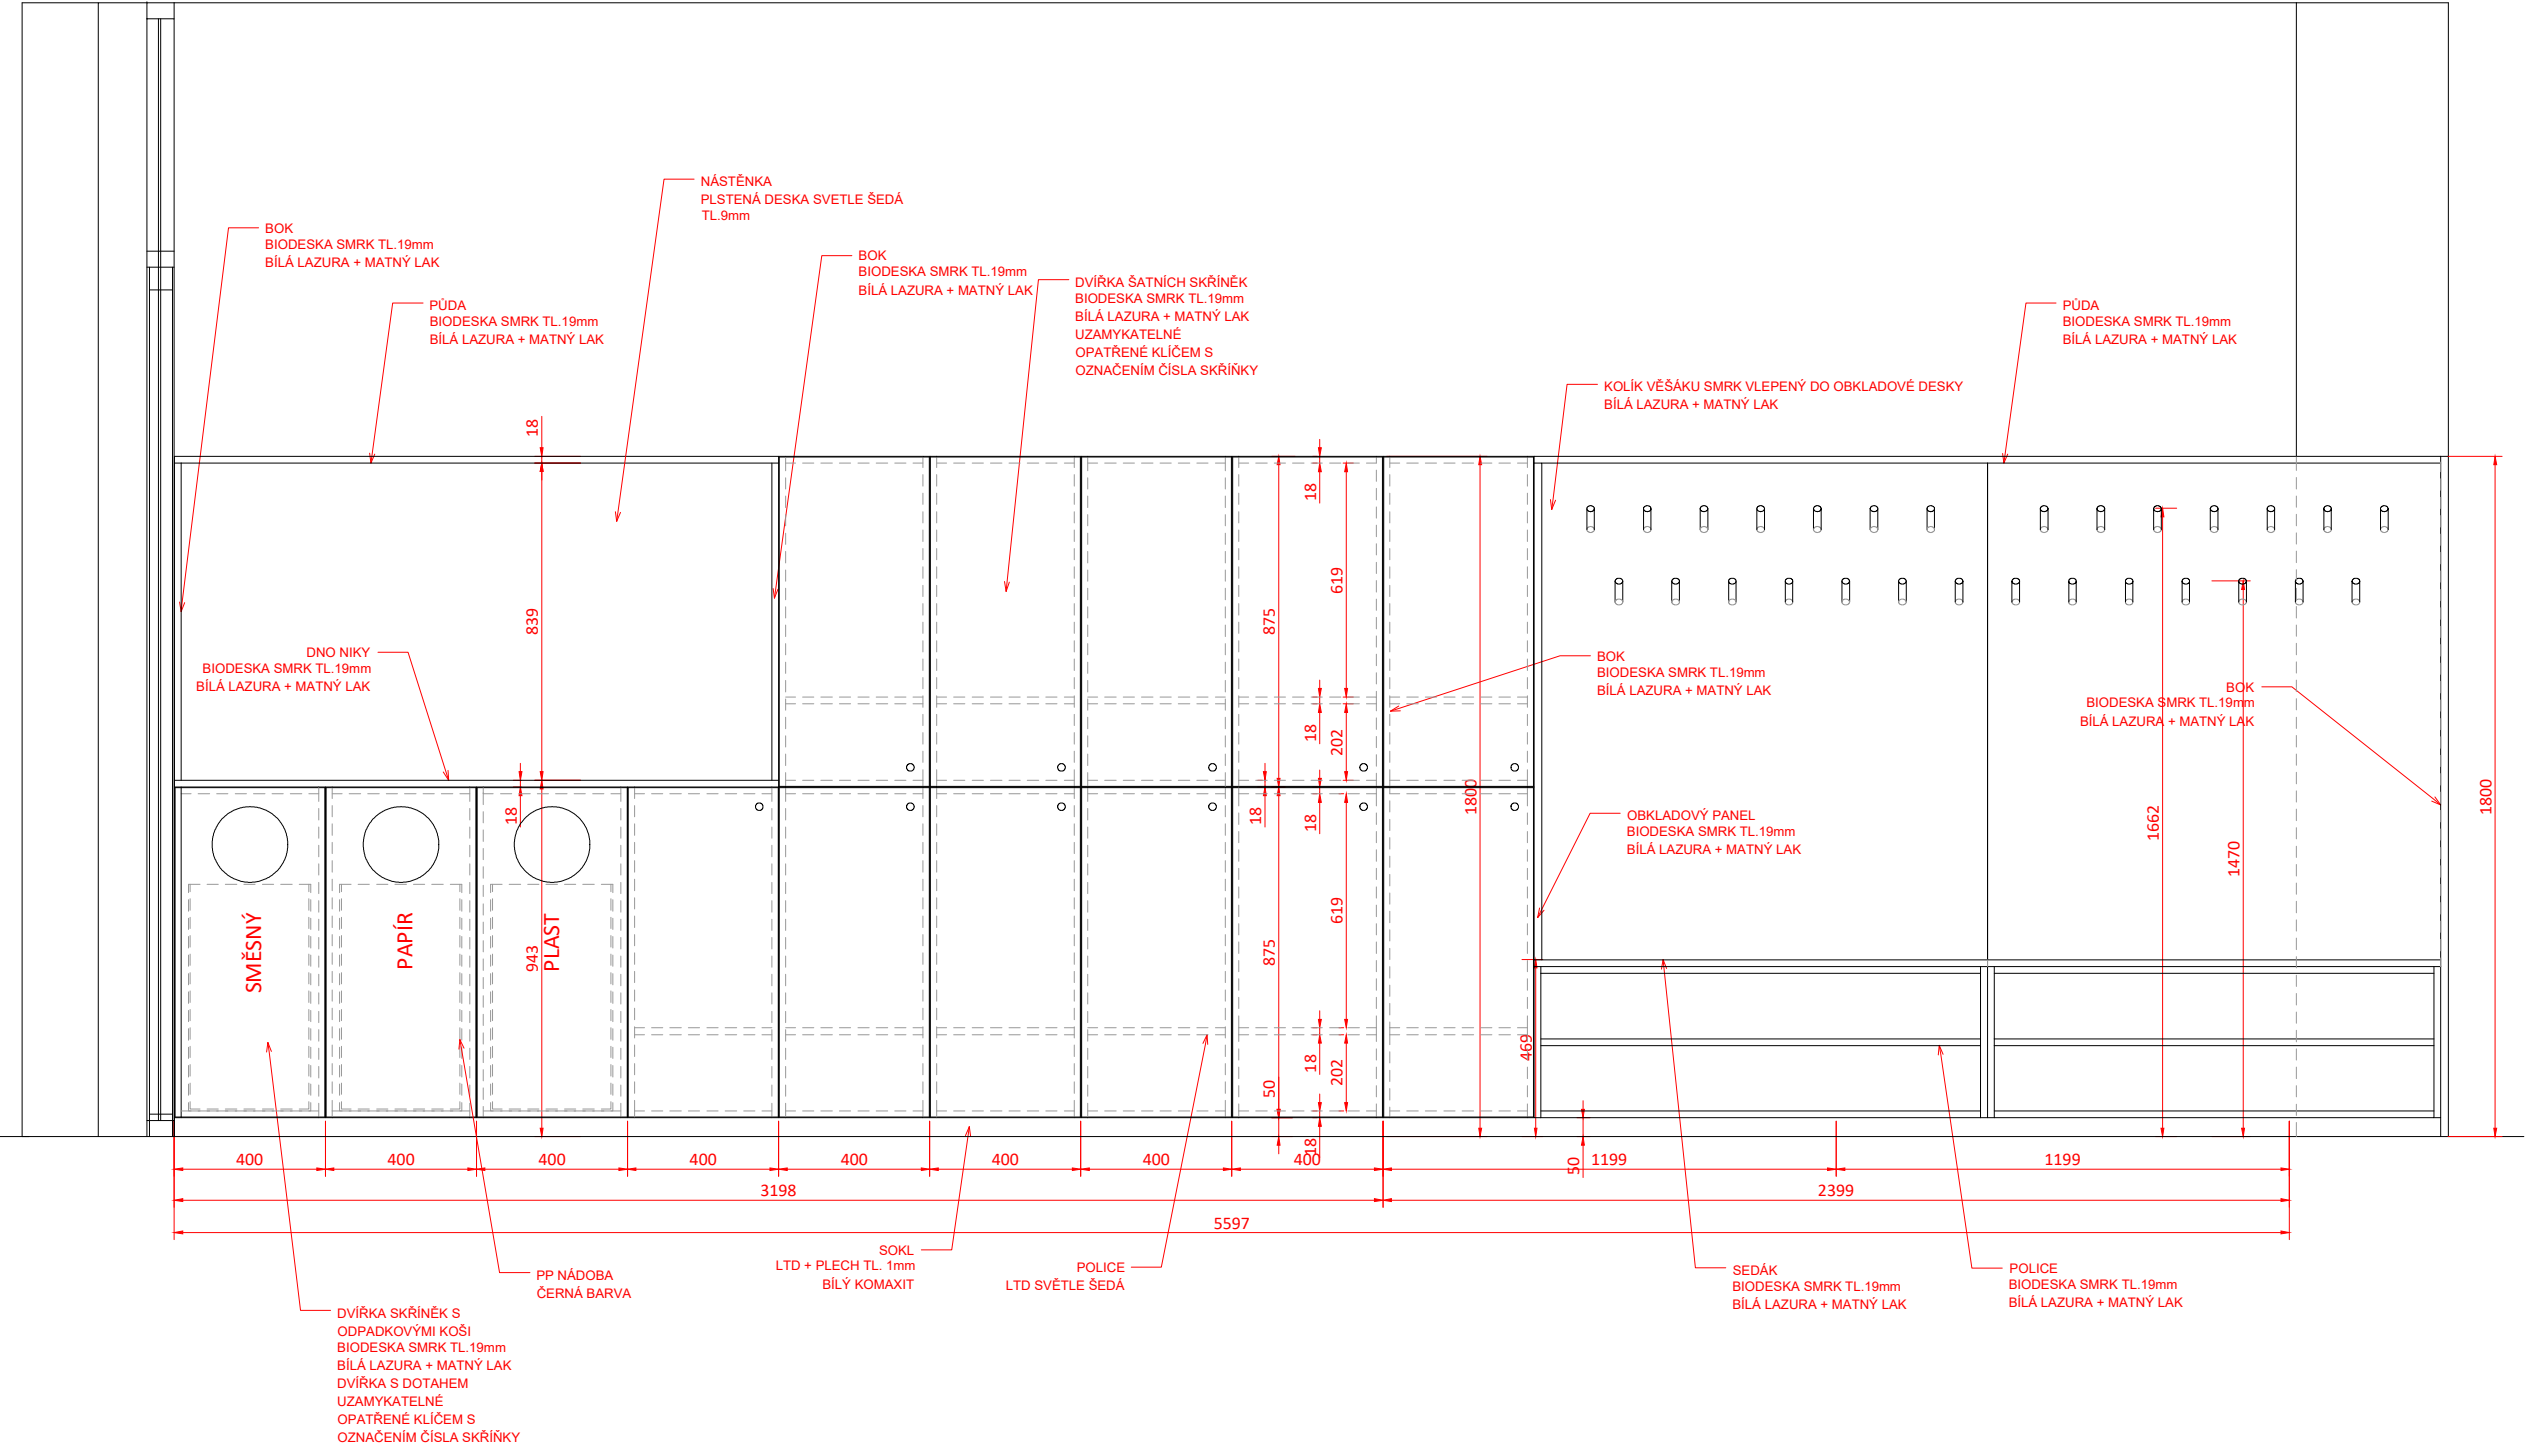 NÁSTĚNKA
PLSTENÁ DESKA SVETLE ŠEDÁ
TL.9mm
BOK
BIODESKA SMRK TL.19mm
BÍLÁ LAZURA + MATNÝ LAK
BOK
BIODESKA SMRK TL.19mm
BÍLÁ LAZURA + MATNÝ LAK
DVÍŘKA ŠATNÍCH SKŘÍNĚK
BIODESKA SMRK TL.19mm
BÍLÁ LAZURA + MATNÝ LAK
UZAMYKATELNÉ
OPATŘENÉ KLÍČEM S
OZNAČENÍM ČÍSLA SKŘÍŇKY
PŮDA
BIODESKA SMRK TL.19mm
BÍLÁ LAZURA + MATNÝ LAK
PŮDA
BIODESKA SMRK TL.19mm
BÍLÁ LAZURA + MATNÝ LAK
KOLÍK VĚŠÁKU SMRK VLEPENÝ DO OBKLADOVÉ DESKY
BÍLÁ LAZURA + MATNÝ LAK
18
839
18
943
875
18
875
50
18
619
18
202
18
619
18
202
18
1800
469
50
1662
1470
1800
DNO NIKY
BIODESKA SMRK TL.19mm
BÍLÁ LAZURA + MATNÝ LAK
BOK
BIODESKA SMRK TL.19mm
BÍLÁ LAZURA + MATNÝ LAK
BOK
BIODESKA SMRK TL.19mm
BÍLÁ LAZURA + MATNÝ LAK
OBKLADOVÝ PANEL
BIODESKA SMRK TL.19mm
BÍLÁ LAZURA + MATNÝ LAK
SMĚSNÝ
PAPÍR
PLAST
400
400
400
400
400
400
400
400
1199
1199
3198
2399
5597
SOKL
LTD + PLECH TL. 1mm
BÍLÝ KOMAXIT
POLICE
LTD SVĚTLE ŠEDÁ
PP NÁDOBA
ČERNÁ BARVA
SEDÁK
BIODESKA SMRK TL.19mm
BÍLÁ LAZURA + MATNÝ LAK
POLICE
BIODESKA SMRK TL.19mm
BÍLÁ LAZURA + MATNÝ LAK
DVÍŘKA SKŘÍNĚK S
ODPADKOVÝMI KOŠI
BIODESKA SMRK TL.19mm
BÍLÁ LAZURA + MATNÝ LAK
DVÍŘKA S DOTAHEM
UZAMYKATELNÉ
OPATŘENÉ KLÍČEM S
OZNAČENÍM ČÍSLA SKŘÍŇKY